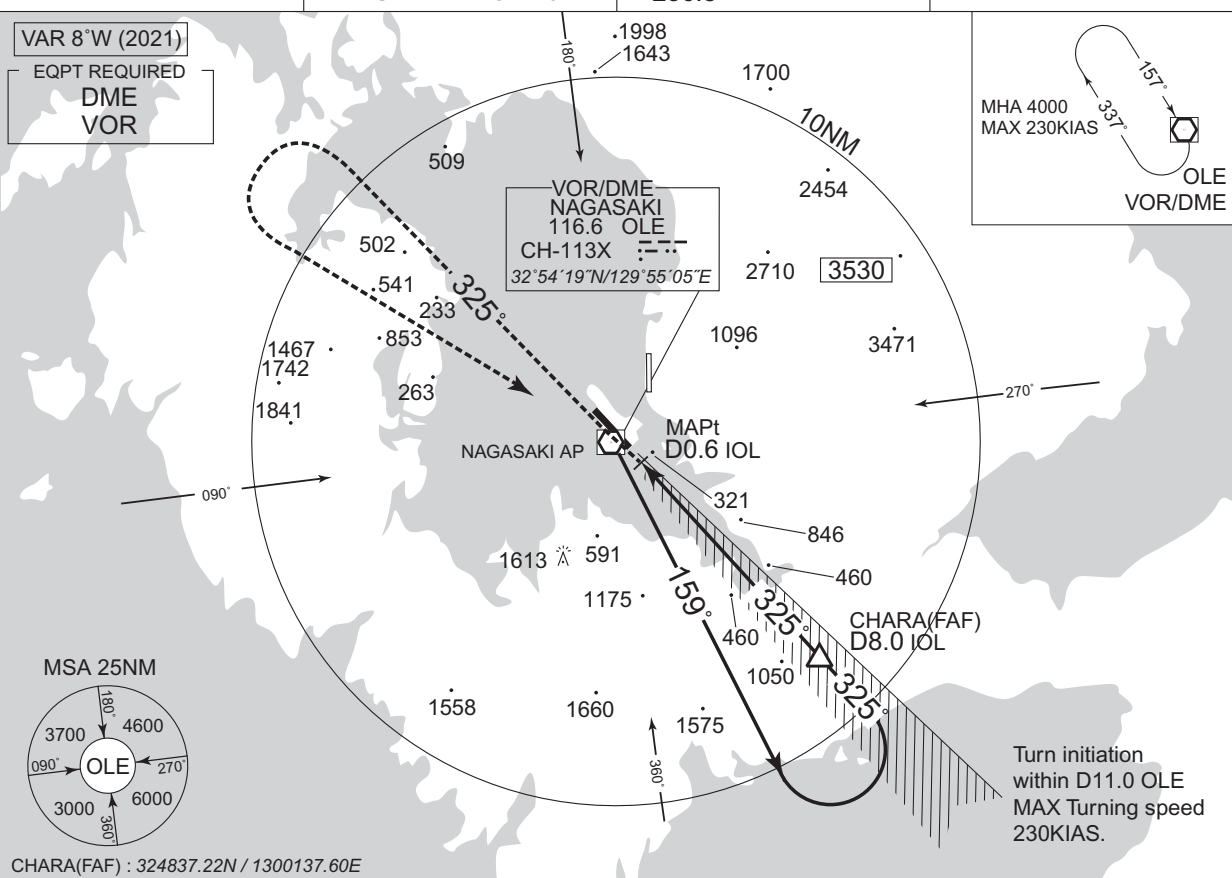 VAR 8°W (2021)
EQPT REQUIRED
DME
VOR
180°
1998
1643
1700
10NM
509
2454
VOR/DME
NAGASAKI
116.6 OLE
CH-113X
32°54´19˝N/129°55´05˝E
502
2710
3530
541
325°
233
1096
3471
853
1467
1742
263
1841
270°
MAPt
D0.6 IOL
NAGASAKI AP
321
090°
846
1613
591
460
1175
159°
325°
CHARA(FAF)
D8.0 IOL
460
1050
325°
1558
1660
1575
360°
Turn initiation
within D11.0 OLE
MAX Turning speed
230KIAS.
157°
MHA 4000
MAX 230KIAS
337°
OLE
VOR/DME
MSA 25NM
180°
3700
4600
090°
OLE
270°
3000
6000
360°
CHARA(FAF) : 324837.22N / 1300137.60E